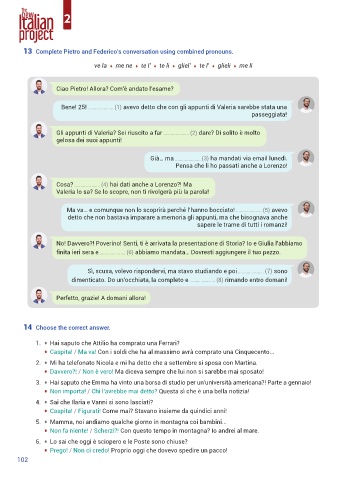 The
new
italian
project
2
13 Complete Pietro and Federico's conversation using combined pronouns.
ve la • me ne • te l' • te li • gliel' • te l' • glieli • me li
Ciao Pietro! Allora? Com'è andato l'esame?
Bene! 25! ............... (1) avevo detto che con gli appunti di Valeria sarebbe stata una
passeggiata!
Gli appunti di Valeria? Sei riuscito a far ............... (2) dare? Di solito è molto
gelosa dei suoi appunti!
Già... ma ............... (3) ha mandati via email lunedì.
Pensa che li ho passati anche a Lorenzo!
Cosa? ............... (4) hai dati anche a Lorenzo?! Ma
Valeria lo sa? Se lo scopre, non ti rivolgerà più la parola!
Ma va... e comunque non lo scoprirà perché l'hanno bocciato! ............... (5) avevo
detto che non bastava imparare a memoria gli appunti, ma che bisognava anche
sapere le trame di tutti i romanzi!
No! Davvero?! Poverino! Senti, ti è arrivata la presentazione di Storia? Io e Giulia l'abbiamo
finita ieri sera e ............... (6) abbiamo mandata... Dovresti aggiungere il tuo pezzo.
Sì, scusa, volevo rispondervi, ma stavo studiando e poi ............... (7) sono
dimenticato. Do un'occhiata, la completo e ............... (8) rimando entro domani!
Perfetto, grazie! A domani allora!
14 Choose the correct answer.
1. • Hai saputo che Attilio ha comprato una Ferrari?
• Caspita! / Ma va! Con i soldi che ha al massimo avrà comprato una Cinquecento...
2. • Mi ha telefonato Nicola e mi ha detto che a settembre si sposa con Martina.
• Davvero?! / Non è vero! Ma diceva sempre che lui non si sarebbe mai sposato!
3. • Hai saputo che Emma ha vinto una borsa di studio per un'università americana?! Parte a gennaio!
• Non importa! / Chi l'avrebbe mai detto? Questa sì che è una bella notizia!
4. • Sai che Ilaria e Vanni si sono lasciati?
• Caspita! / Figurati! Come mai? Stavano insieme da quindici anni!
5. • Mamma, noi andiamo qualche giorno in montagna coi bambini...
• Non fa niente! / Scherzi?! Con questo tempo in montagna? Io andrei al mare.
6. • Lo sai che oggi è sciopero e le Poste sono chiuse?
• Prego! / Non ci credo! Proprio oggi che dovevo spedire un pacco!
102